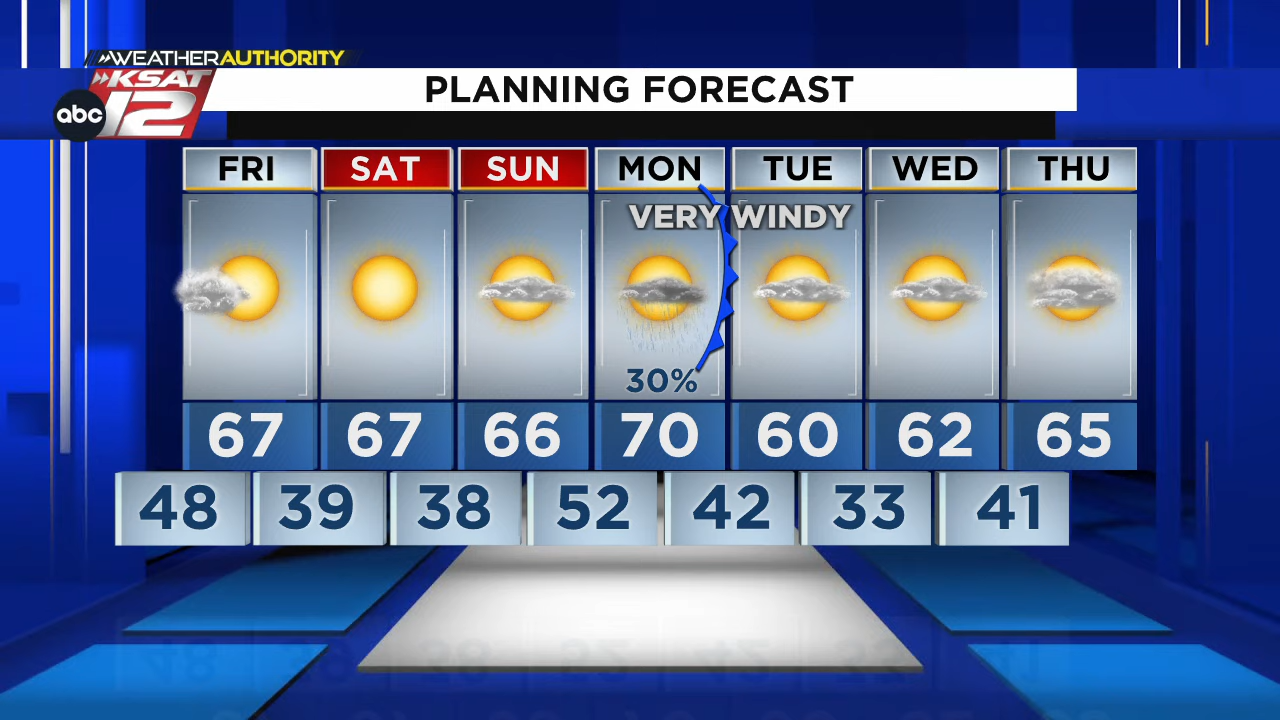 WEATHERAUTHORITY
KSAT
abc 12
PLANNING FORECAST
FRI SAT SUN MON TUE WED THU
VERY WINDY
30%
67 67 66 70 60 62 65
48 39 38 52 42 33 41